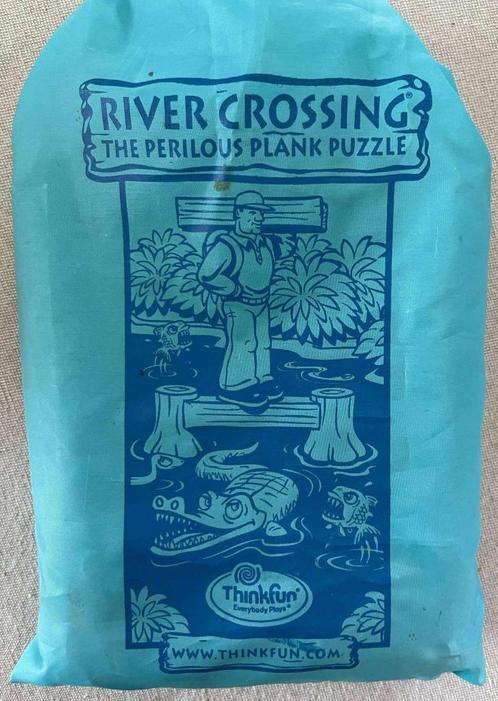 RIVER CROSSING®
THE PERILOUS PLANK PUZZLE
Thinkfun®
Everybody Plays®
WWW.THINKFUN.COM